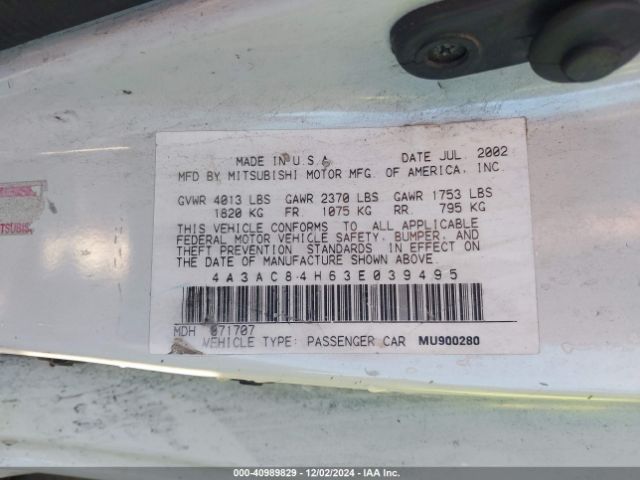 MADE IN U.S.A DATE JUL. 2002
MFD BY MITSUBISHI MOTOR MFG. OF AMERICA, INC.
GVWR 4013 LBS GAWR 2370 LBS GAWR 1753 LBS
1820 KG FR. 1075 KG RR. 795 KG
THIS VEHICLE CONFORMS TO ALL APPLICABLE
FEDERAL MOTOR VEHICLE SAFETY, BUMPER, AND
THEFT PREVENTION STANDARDS IN EFFECT ON
THE DATE OF MANUFACTURE SHOWN ABOVE.
4A3AC84H63E039495
MDH 071707
VEHICLE TYPE: PASSENGER CAR MU900280
000-40989829 - 12/02/2024 - IAA Inc.